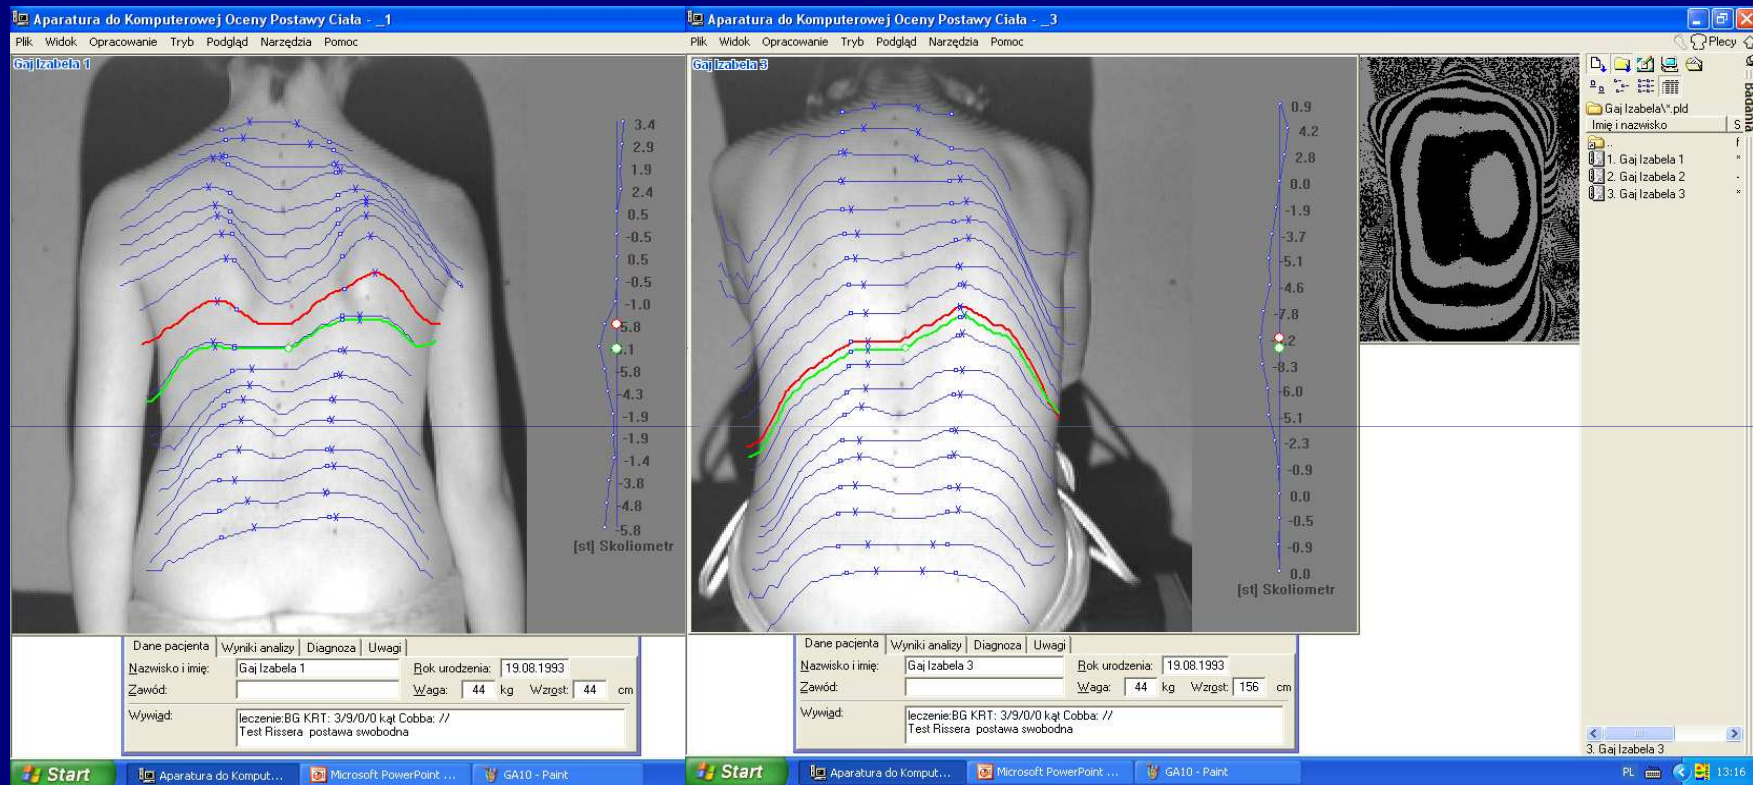 Aparatura do Komputerowej Oceny Postawy Ciała - _1
Plik Widok Opracowanie Tryb Podgląd Narzędzia Pomoc
Gaj Izabela 1
3.4
2.9
1.9
2.4
0.5
-0.5
0.5
-0.5
-1.0
5.8
.1
-5.8
-4.3
-1.9
-1.9
-1.4
-3.8
-4.8
-5.8
[st] Skoliometr
Dane pacjenta Wyniki analizy Diagnoza Uwagi
Nazwisko i imię: Gaj Izabela 1 Rok urodzenia: 19.08.1993
Zawód: Waga: 44 kg Wzrost: 44 cm
Wywiad: leczenie:BG KRT: 3/9/0/0 kąt Cobba: //
Test Rissera postawa swobodna
Start Aparatura do Komput... Microsoft PowerPoint ... GA10 - Paint
Aparatura do Komputerowej Oceny Postawy Ciała - _3
Plik Widok Opracowanie Tryb Podgląd Narzędzia Pomoc
Plecy
Gaj Izabela 3
0.9
4.2
2.8
0.0
-1.9
-3.7
-5.1
-4.6
-7.8
.2
-8.3
-6.0
-5.1
-2.3
-0.9
0.0
-0.5
-0.9
0.0
[st] Skoliometr
Badania
Gaj Izabela\*.pld
Imię i nazwisko S
..
1. Gaj Izabela 1
2. Gaj Izabela 2
3. Gaj Izabela 3
3. Gaj Izabela 3
Dane pacjenta Wyniki analizy Diagnoza Uwagi
Nazwisko i imię: Gaj Izabela 3 Rok urodzenia: 19.08.1993
Zawód: Waga: 44 kg Wzrost: 156 cm
Wywiad: leczenie:BG KRT: 3/9/0/0 kąt Cobba: //
Test Rissera postawa swobodna
Start Aparatura do Komput... Microsoft PowerPoint ... GA10 - Paint
PL 13:16